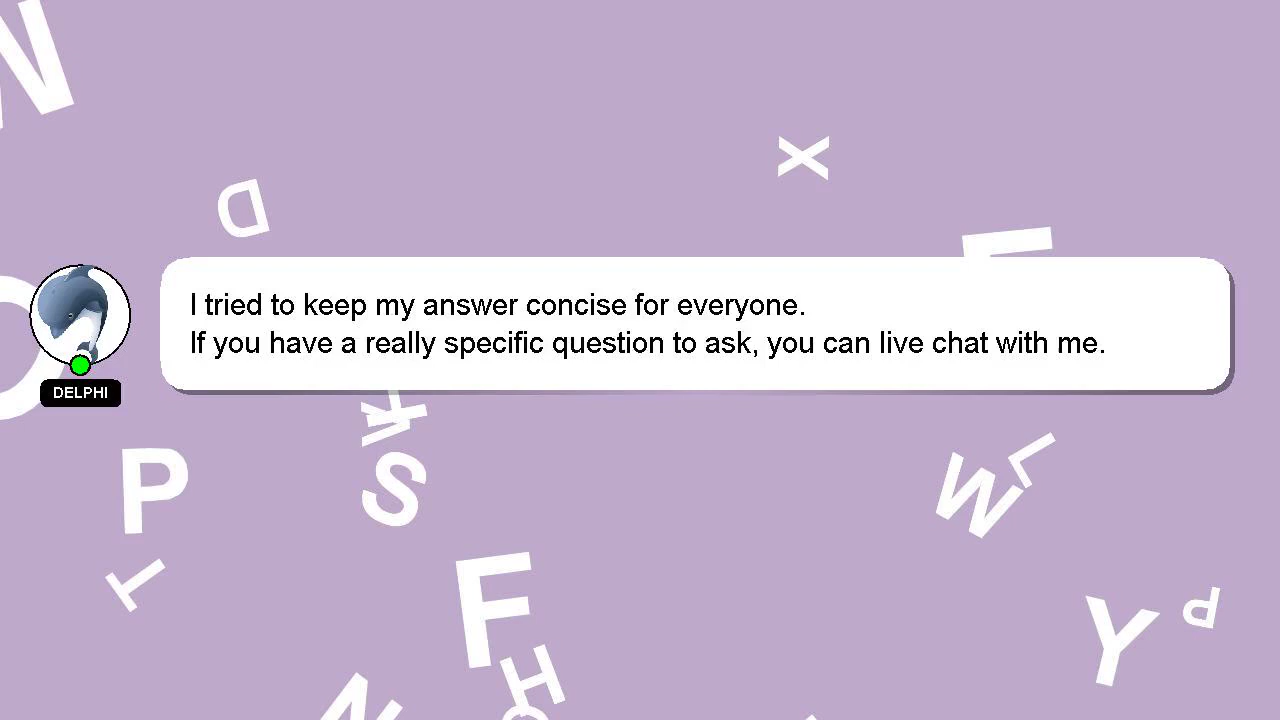 N
D
X
I tried to keep my answer concise for everyone.
If you have a really specific question to ask, you can live chat with me.
DELPHI
P
S
W
L
T
F
Y
P
H
N